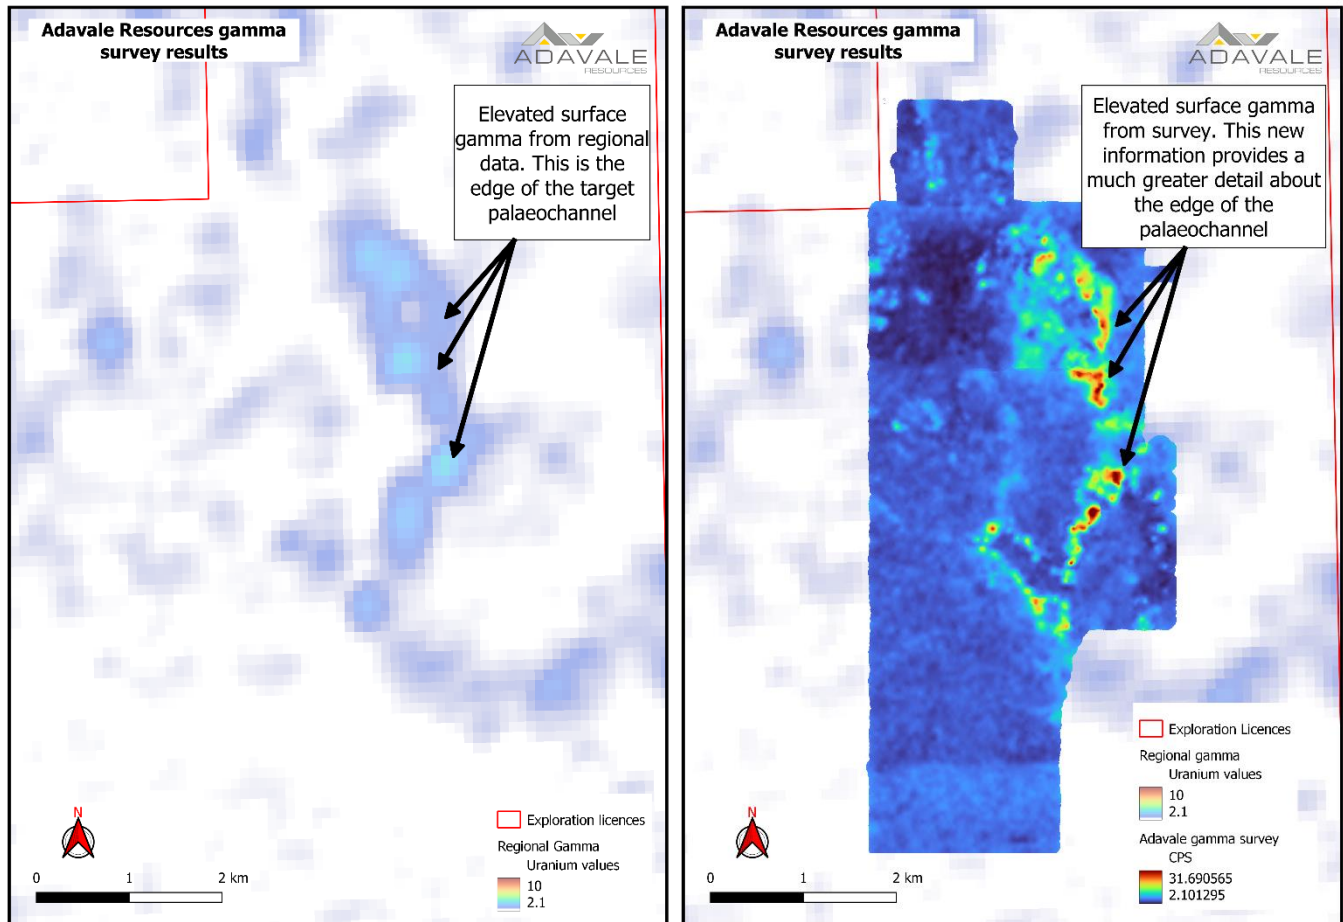 Adavale Resources gamma
survey results
ADAVALE
RESOURCES
Elevated surface
gamma from regional
data. This is the
edge of the target
palaeochannel
N
0 1 2 km
Exploration licences
Regional Gamma
Uranium values
10
2.1
Adavale Resources gamma
survey results
ADAVALE
RESOURCES
Elevated surface gamma
from survey. This new
information provides a
much greater detail about
the edge of the
palaeochannel
N
0 1 2 km
Exploration Licences
Regional gamma
Uranium values
10
2.1
Adavale gamma survey
CPS
31.690565
2.101295